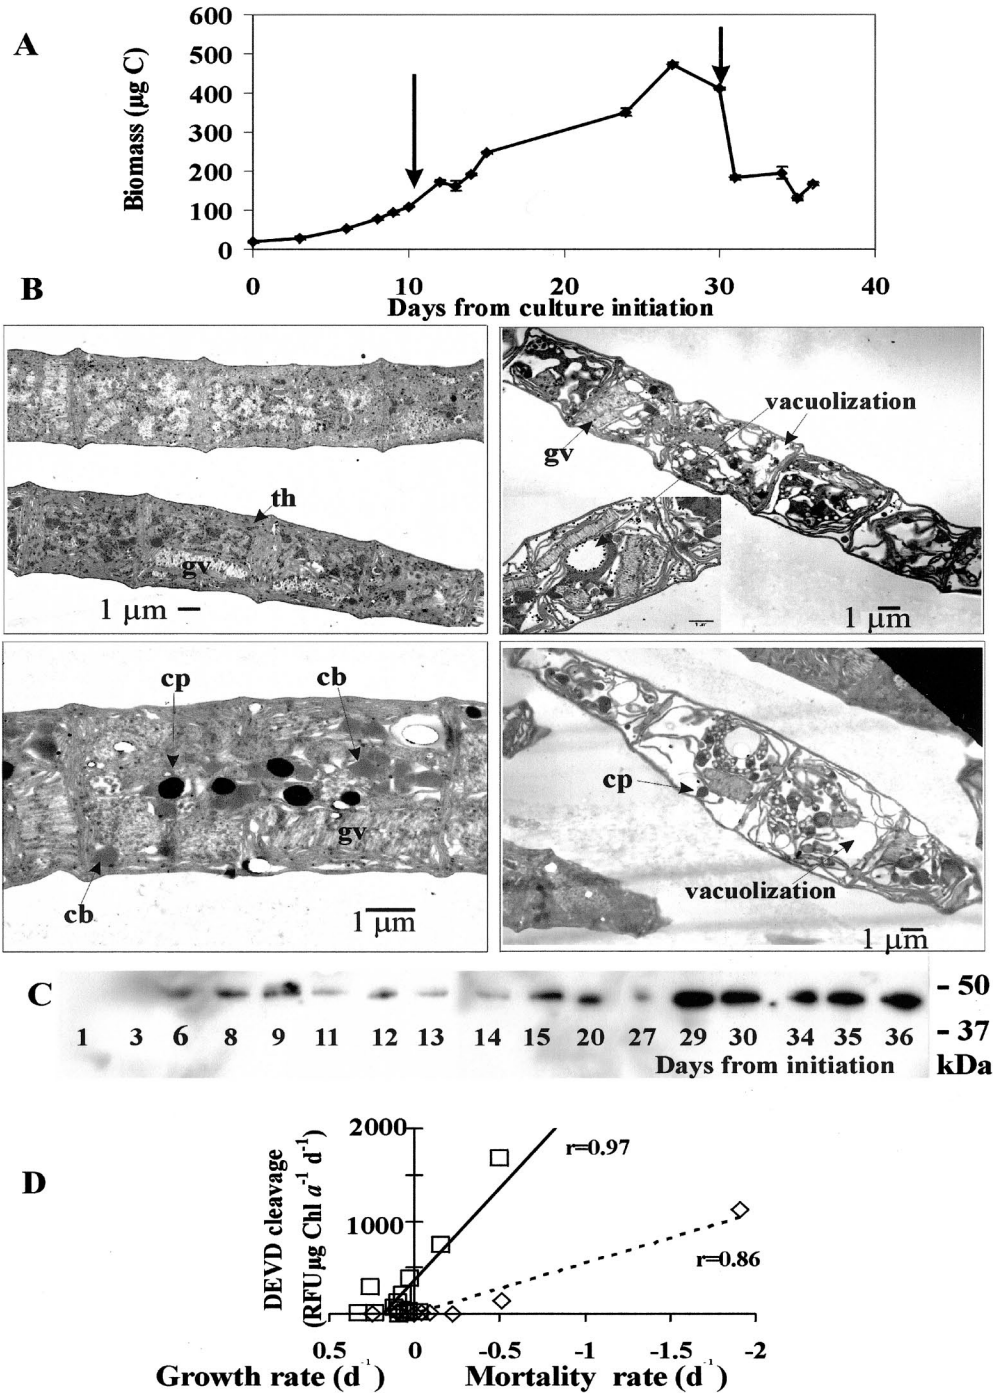 A
600
500
400
300
200
100
0
Biomass (µg C)
0 10 20 30 40
Days from culture initiation
B
th
gv
1 µm
vacuolization
gv
1 µm
cp
cb
gv
cb
1 µm
cp
vacuolization
1 µm
C
- 50
- 37
kDa
1 3 6 8 9 11 12 13 14 15 20 27 29 30 34 35 36
Days from initiation
D
2000
1000
DEVD cleavage
(RFUµg Chl a⁻¹ d⁻¹)
r=0.97
r=0.86
0.5 0 -0.5 -1 -1.5 -2
Growth rate (d⁻¹) Mortality rate (d⁻¹)